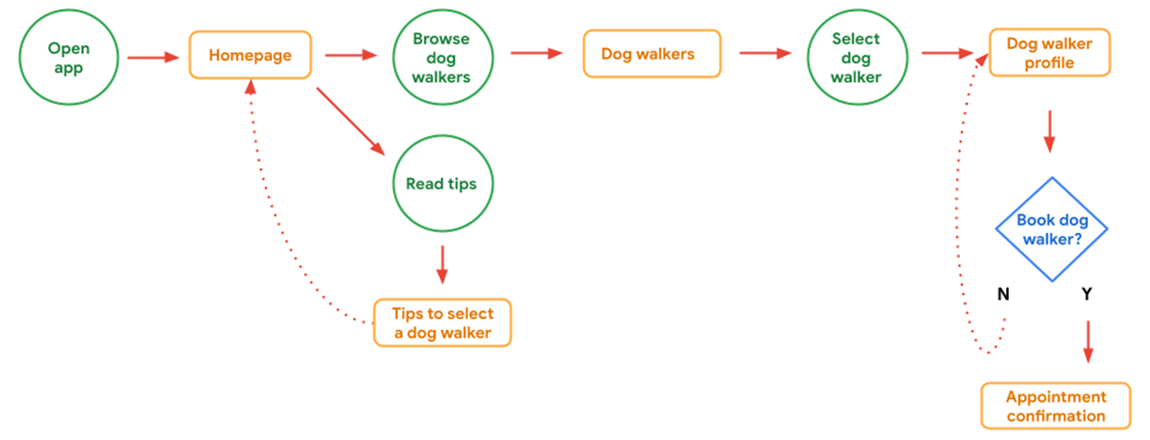 Open
app
Homepage
Browse
dog
walkers
Dog walkers
Select
dog
walker
Dog walker
profile
Read tips
Tips to select
a dog walker
Book dog
walker?
N
Y
Appointment
confirmation